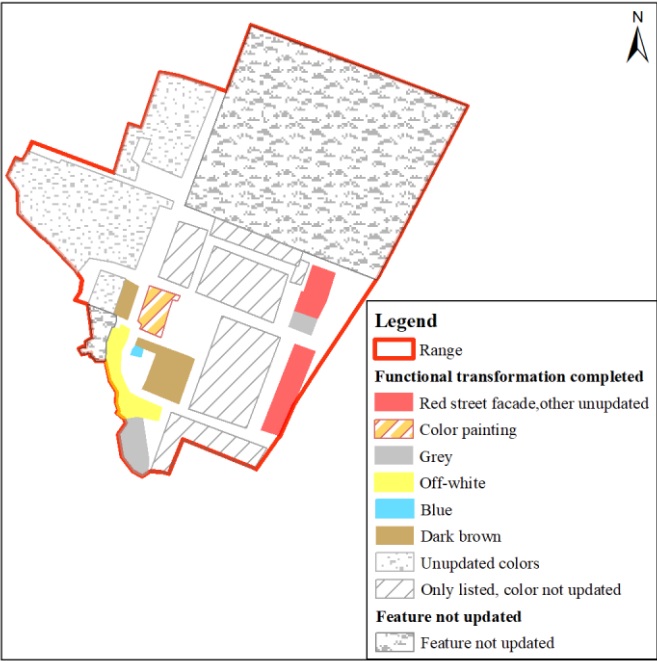 N
Legend
Range
Functional transformation completed
Red street facade,other unupdated
Color painting
Grey
Off-white
Blue
Dark brown
Unupdated colors
Only listed, color not updated
Feature not updated
Feature not updated